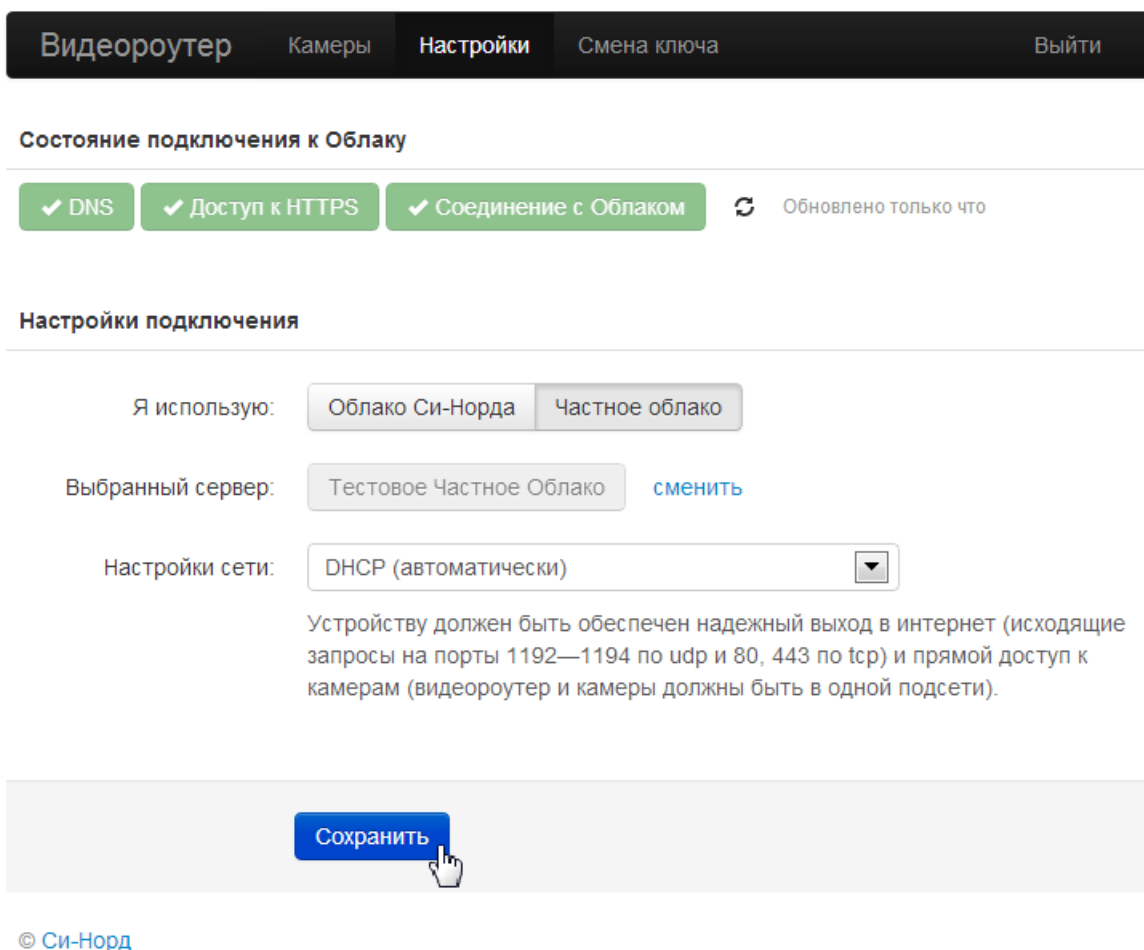 Видеороутер Камеры Настройки Смена ключа Выйти
Состояние подключения к Облаку
DNS Доступ к HTTPS Соединение с Облаком Обновлено только что
Настройки подключения
Я использую: Облако Си-Норда Частное облако
Выбранный сервер: Тестовое Частное Облако сменить
Настройки сети: DHCP (автоматически)
Устройству должен быть обеспечен надежный выход в интернет (исходящие
запросы на порты 1192—1194 по udp и 80, 443 по tcp) и прямой доступ к
камерам (видеороутер и камеры должны быть в одной подсети).
Сохранить
© Си-Норд